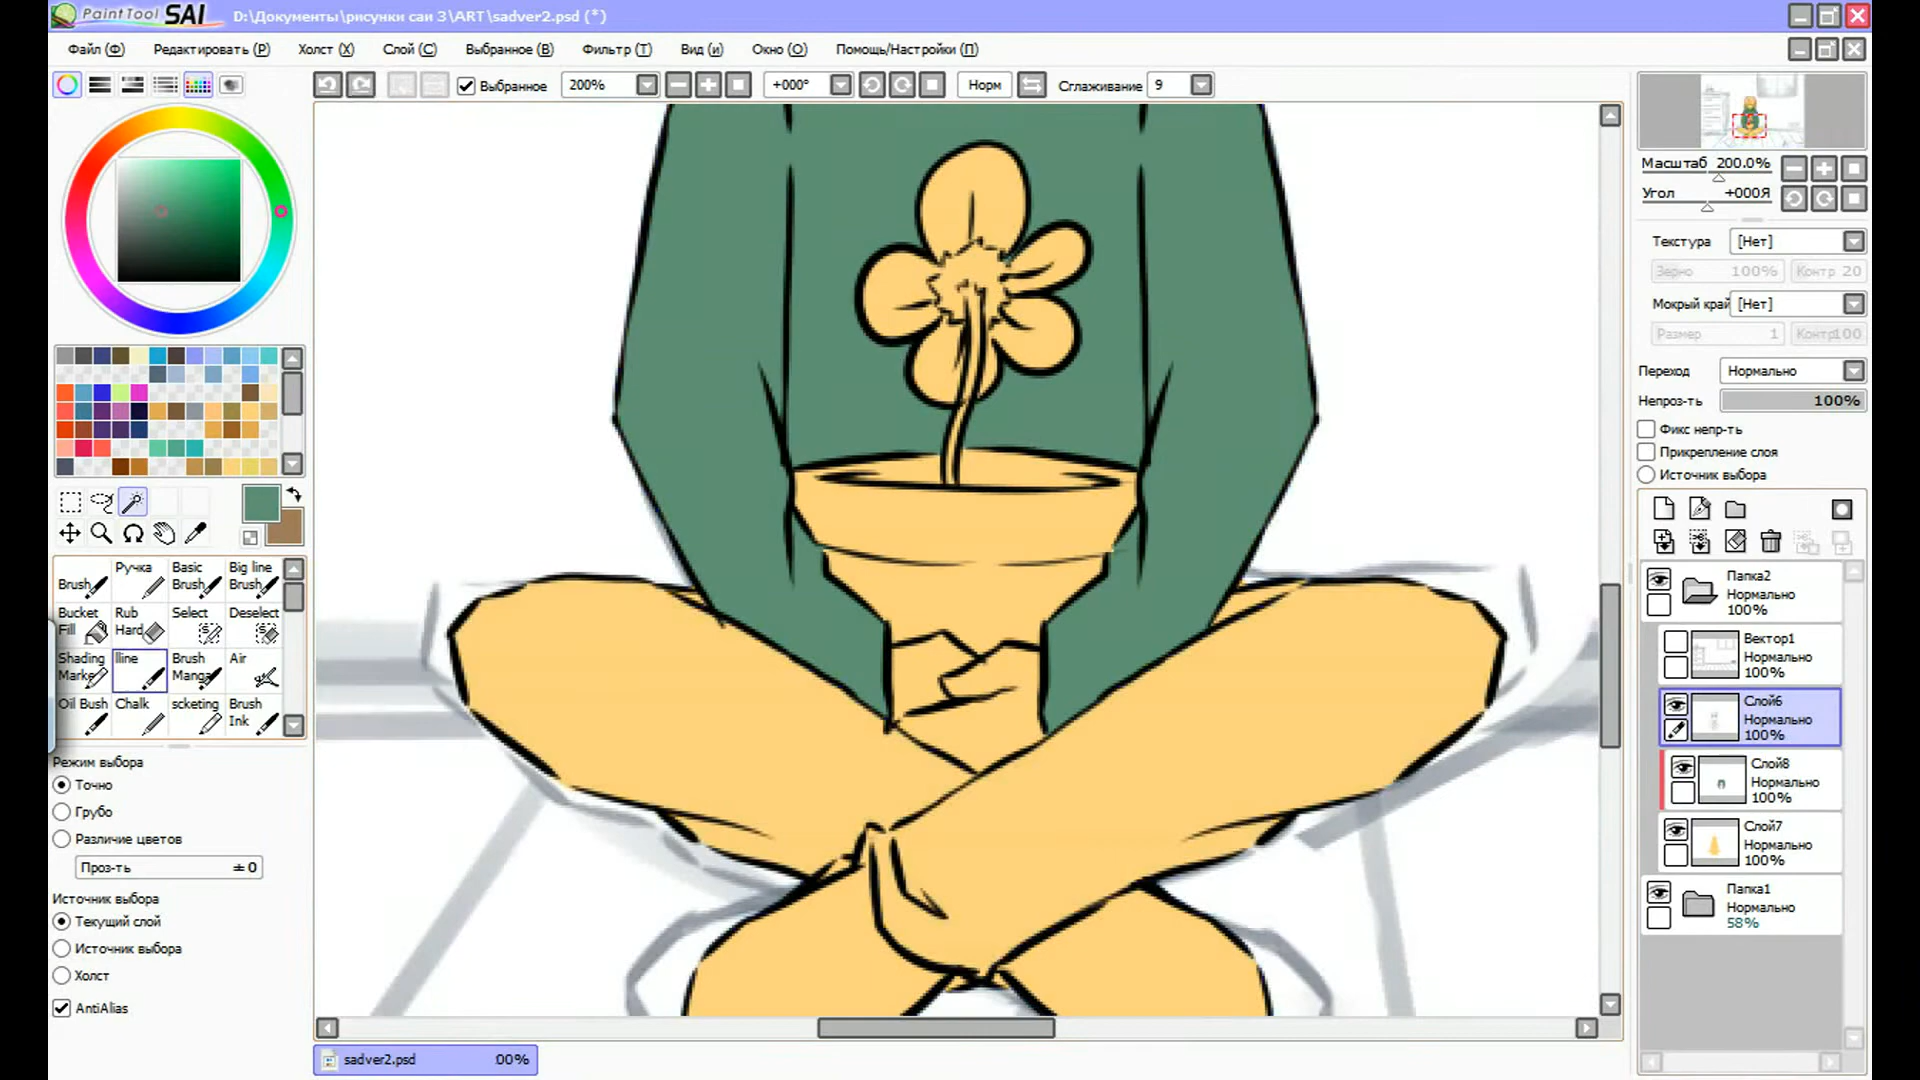 PaintTool SAI D:\Документы\рисунки саи 3\ART\sadver2.psd (*)
Файл (Ф) Редактировать (Р) Холст (Х) Слой (С) Выбранное (В) Фильтр (Т) Вид (и) Окно (О) Помощь/Настройки (П)
Выбранное 200% +000° Норм Сглаживание 9
Масштаб 200.0%
Угол +000Я
Текстура [Нет]
Зерно 100% Контр 20
Мокрый край [Нет]
Размер 1 Контр100
Переход Нормально
Непроз-ть 100%
Фикс непр-ть
Прикрепление слоя
Источник выбора
Папка2
Нормально
100%
Вектор1
Нормально
100%
Слой6
Нормально
100%
Слой8
Нормально
100%
Слой7
Нормально
100%
Папка1
Нормально
58%
Brush Ручка Basic Brush Big line Brush
Bucket Fill Rub Hard Select Deselect
Shading Marke lline Brush Manga Air
Oil Bush Chalk scketing Brush Ink
Режим выбора
Точно
Грубо
Различие цветов
Проз-ть ±0
Источник выбора
Текущий слой
Источник выбора
Холст
AntiAlias
sadver2.psd 00%